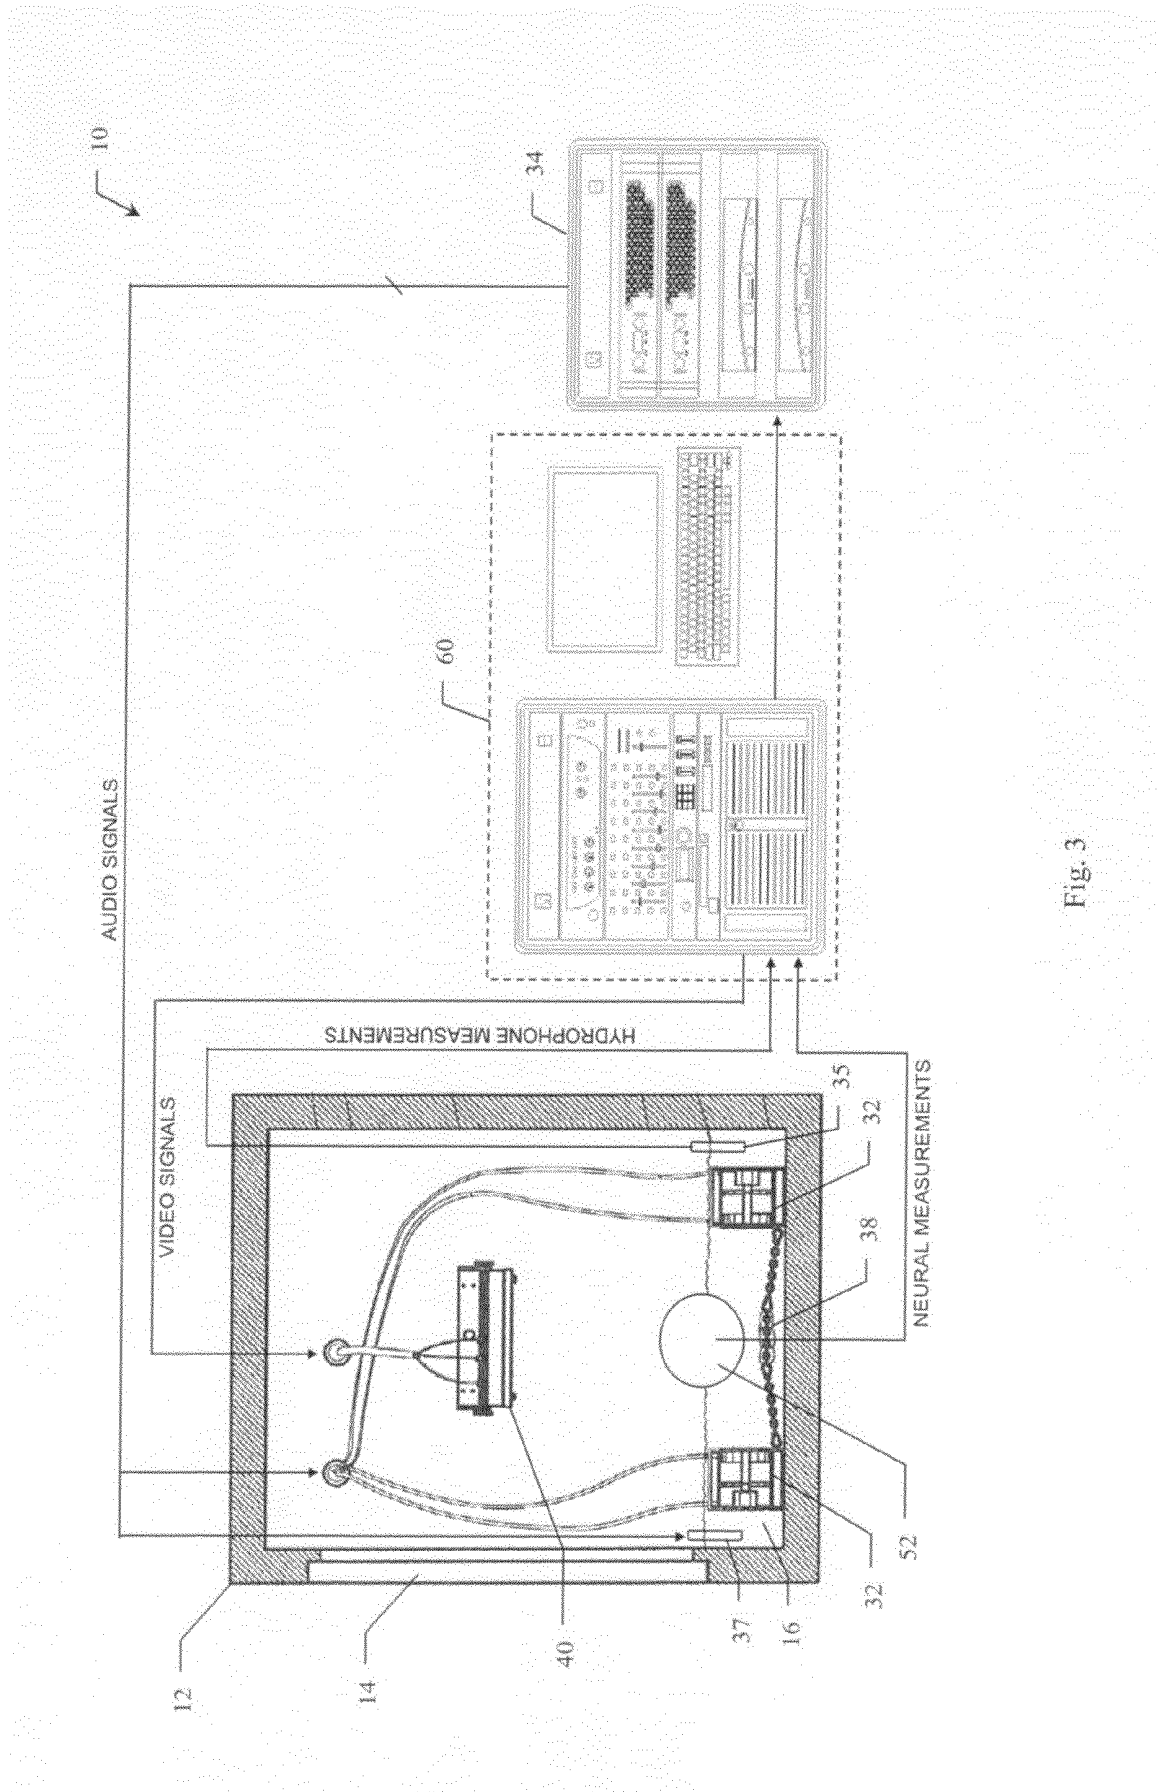 10
34
AUDIO SIGNALS
60
VIDEO SIGNALS
HYDROPHONE MEASUREMENTS
NEURAL MEASUREMENTS
35
32
38
12
14
40
37
16
32
52
Fig. 3